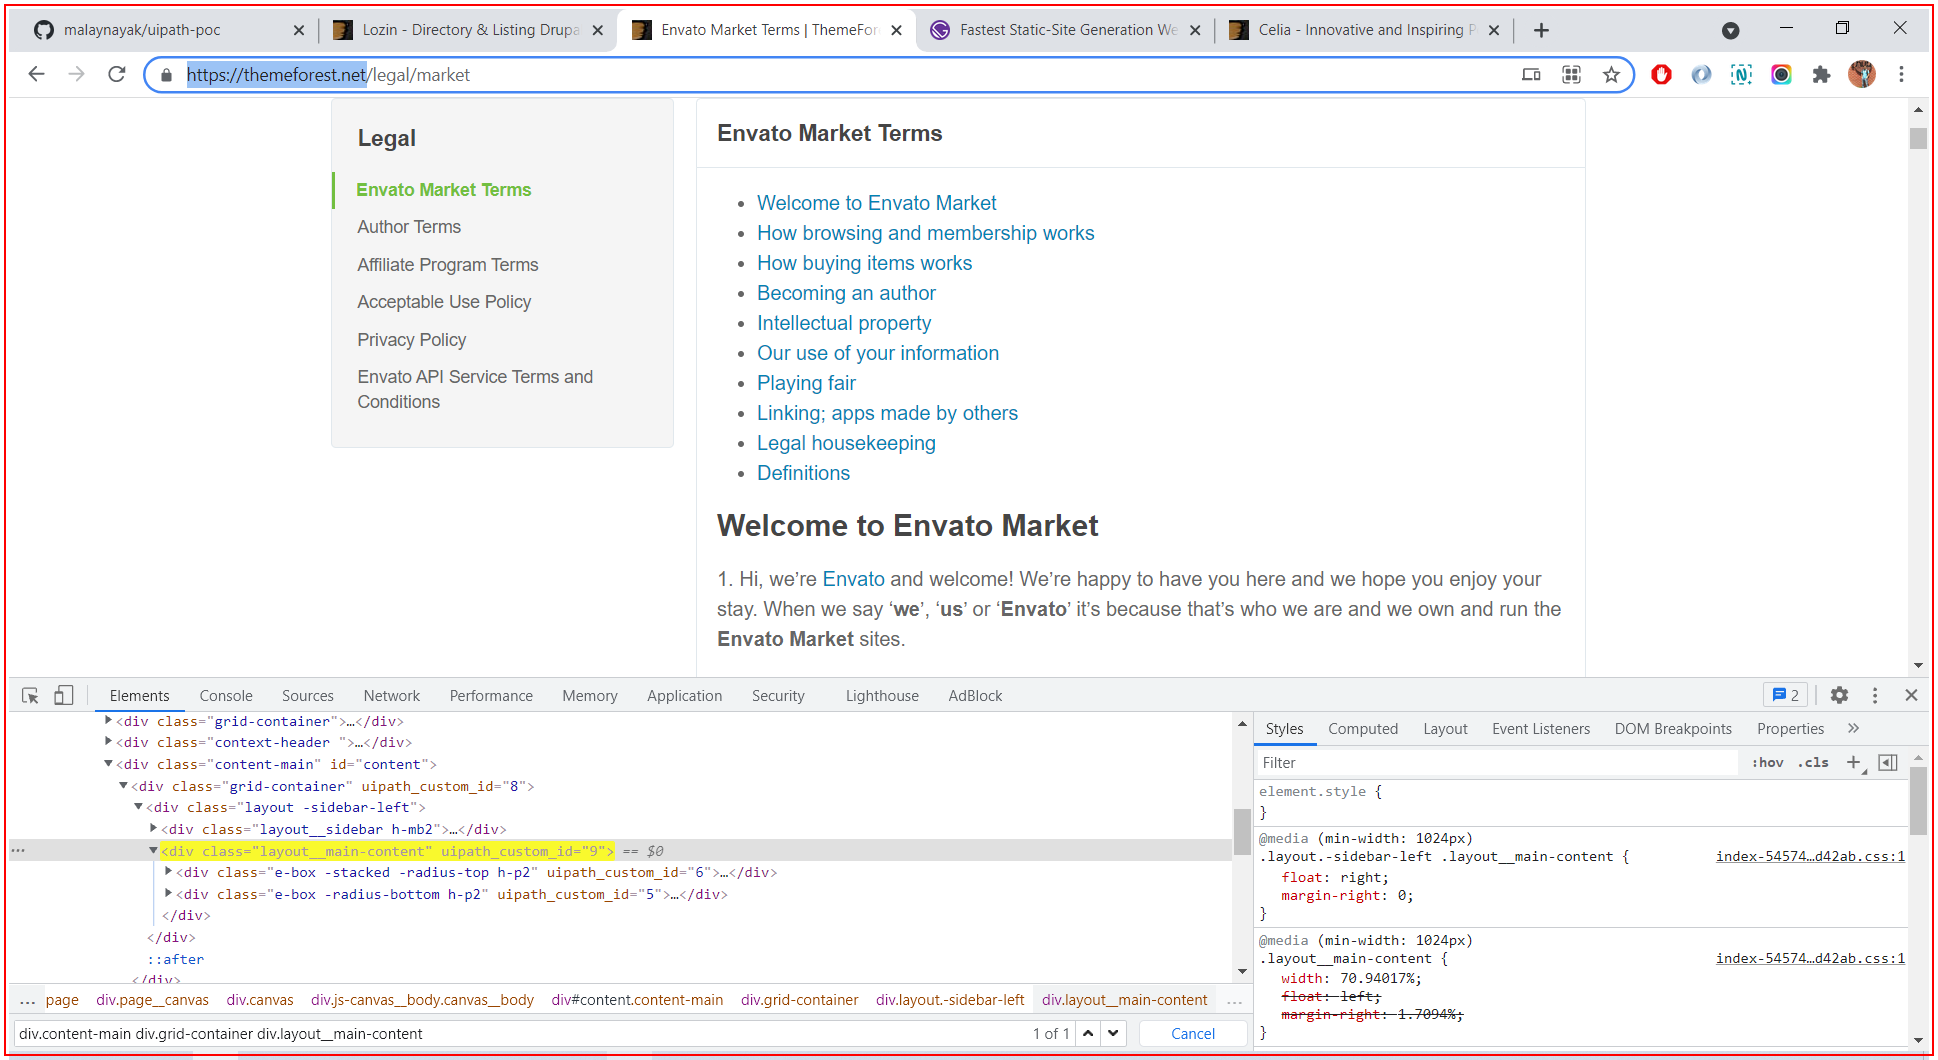 malaynayak/uipath-poc
Lozin - Directory & Listing Drupa
Envato Market Terms | ThemeFor
Fastest Static-Site Generation We
Celia - Innovative and Inspiring P
https://themeforest.net/legal/market
Legal
Envato Market Terms
Author Terms
Affiliate Program Terms
Acceptable Use Policy
Privacy Policy
Envato API Service Terms and
Conditions
Envato Market Terms
• Welcome to Envato Market
• How browsing and membership works
• How buying items works
• Becoming an author
• Intellectual property
• Our use of your information
• Playing fair
• Linking; apps made by others
• Legal housekeeping
• Definitions
Welcome to Envato Market
1. Hi, we’re Envato and welcome! We’re happy to have you here and we hope you enjoy your
stay. When we say ‘we’, ‘us’ or ‘Envato’ it’s because that’s who we are and we own and run the
Envato Market sites.
Elements Console Sources Network Performance Memory Application Security Lighthouse AdBlock 2
<div class="grid-container">…</div>
<div class="context-header ">…</div>
<div class="content-main" id="content">
<div class="grid-container" uipath_custom_id="8">
<div class="layout -sidebar-left">
<div class="layout__sidebar h-mb2">…</div>
<div class="layout__main-content" uipath_custom_id="9"> == $0
<div class="e-box -stacked -radius-top h-p2" uipath_custom_id="6">…</div>
<div class="e-box -radius-bottom h-p2" uipath_custom_id="5">…</div>
</div>
</div>
::after
</div>
... page div.page__canvas div.canvas div.js-canvas__body.canvas__body div#content.content-main div.grid-container div.layout.-sidebar-left div.layout__main-content ...
div.content-main div.grid-container div.layout__main-content 1 of 1 Cancel
Styles Computed Layout Event Listeners DOM Breakpoints Properties »
Filter :hov .cls +
element.style {
}
@media (min-width: 1024px)
.layout.-sidebar-left .layout__main-content { index-54574…d42ab.css:1
float: right;
margin-right: 0;
}
@media (min-width: 1024px)
.layout__main-content { index-54574…d42ab.css:1
width: 70.94017%;
float: left;
margin-right: 1.7094%;
}